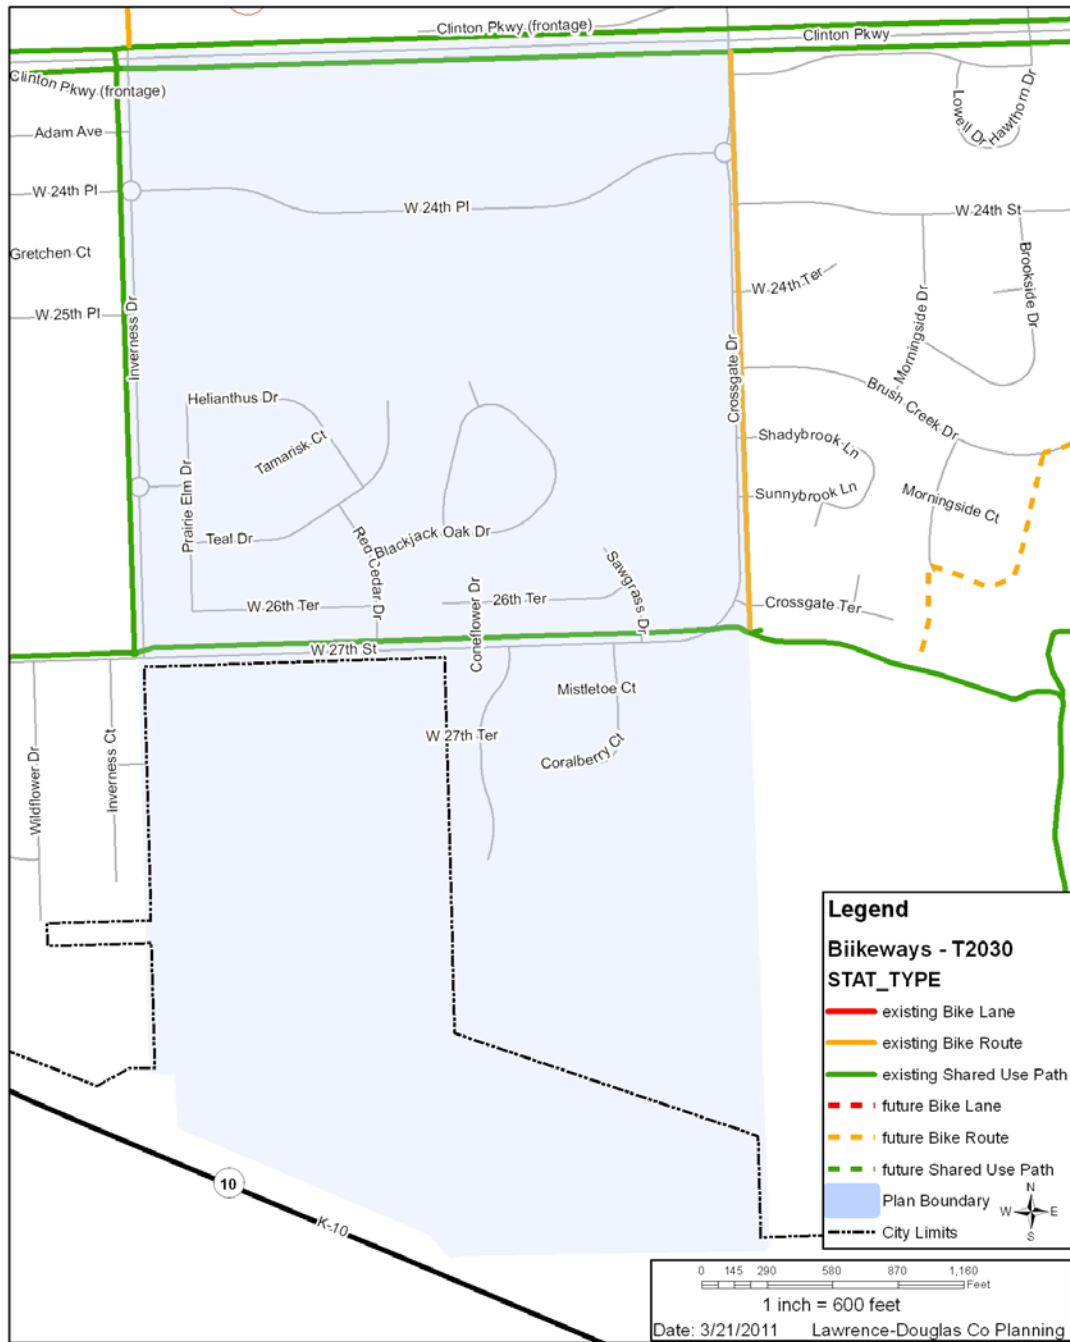 Clinton Pkwy (frontage)
Clinton Pkwy
Clinton Pkwy (frontage)
Lowell Dr
Hawthorn Dr
Adam Ave
W 24th Pl
W 24th Pl
W 24th St
Gretchen Ct
Brookside Dr
W 24th Ter
W 25th Pl
Inverness Dr
Morningside Dr
Crossgate Dr
Helianthus Dr
Brush Creek Dr
Tamarisk Ct
Shadybrook Ln
Prairie Elm Dr
Sunnybrook Ln
Morningside Ct
Teal Dr
Red Cedar Dr
Blackjack Oak Dr
Sawgrass Dr
W 26th Ter
Coneflower Dr
26th Ter
Crossgate Ter
W 27th St
Mistletoe Ct
W 27th Ter
Coralberry Ct
Wildflower Dr
Inverness Ct
10
K-10
Legend
Biikeways - T2030
STAT_TYPE
existing Bike Lane
existing Bike Route
existing Shared Use Path
future Bike Lane
future Bike Route
future Shared Use Path
Plan Boundary
City Limits
N
W E
S
0 145 290 580 870 1,160
Feet
1 inch = 600 feet
Date: 3/21/2011 Lawrence-Douglas Co Planning